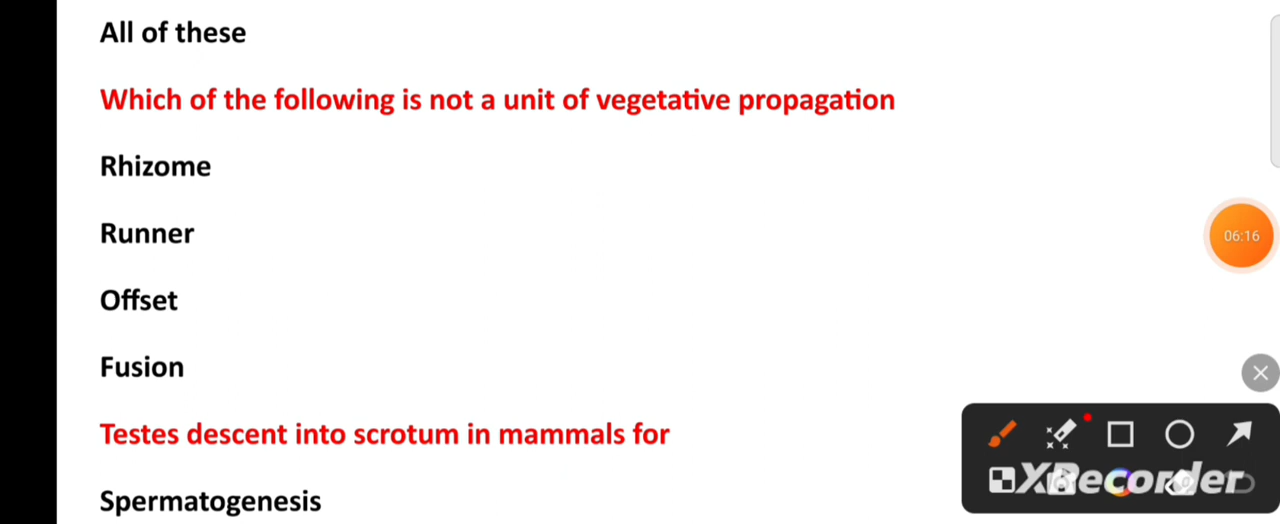 All of these
Which of the following is not a unit of vegetative propagation
Rhizome
Runner
06:16
Offset
Fusion
Testes descent into scrotum in mammals for
XRecorder
Spermatogenesis